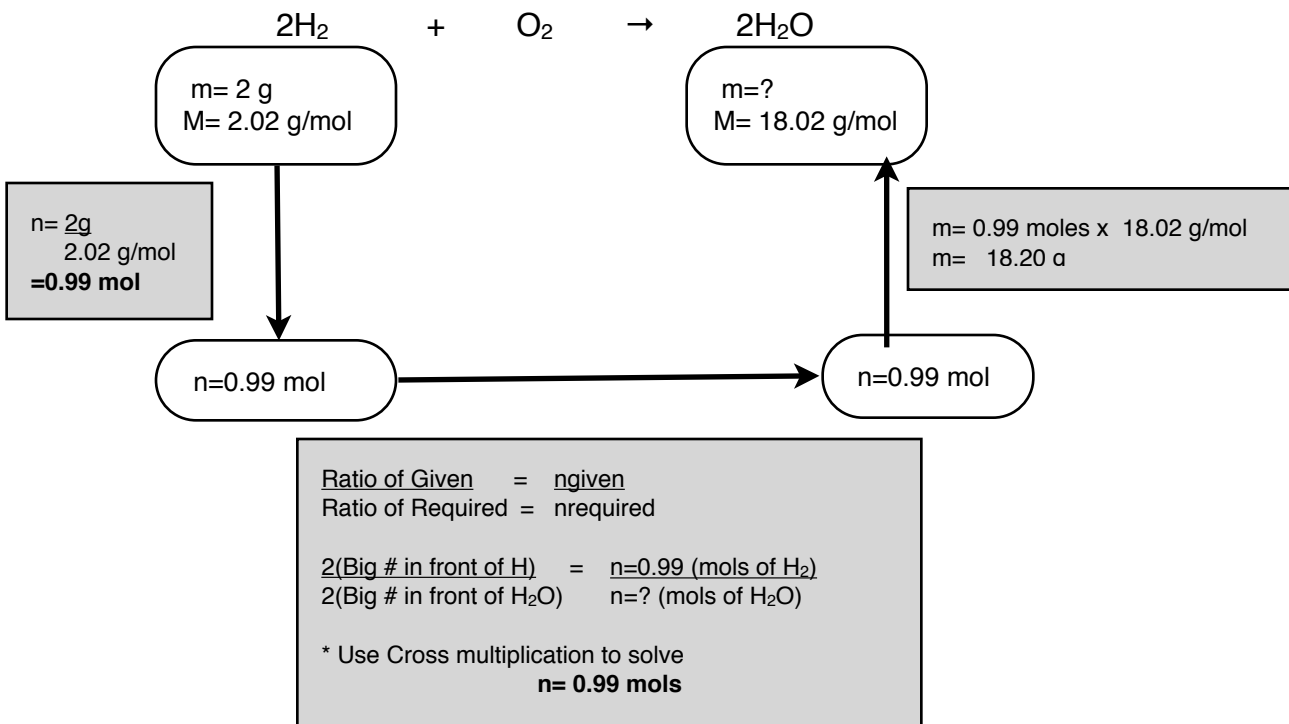 2H₂ + O₂ → 2H₂O
m= 2 g
M= 2.02 g/mol
m=?
M= 18.02 g/mol
n= 2g
2.02 g/mol
=0.99 mol
m= 0.99 moles x 18.02 g/mol
m= 18.20 g
n=0.99 mol
n=0.99 mol
Ratio of Given = ngiven
Ratio of Required = nrequired
2(Big # in front of H) = n=0.99 (mols of H₂)
2(Big # in front of H₂O) n=? (mols of H₂O)
* Use Cross multiplication to solve
n= 0.99 mols